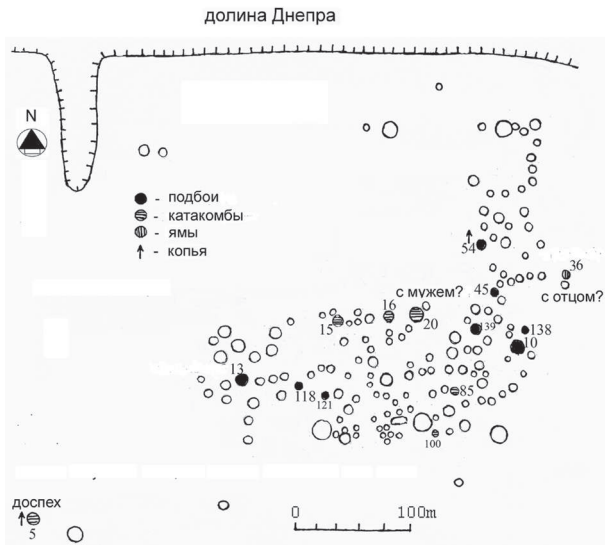 долина Днепра
N
- подбои
- катакомбы
- ямы
- копья
54
36
с мужем?
45
с отцом?
16
15
20
139
138
10
13
118
121
85
100
доспех
5
0 100m